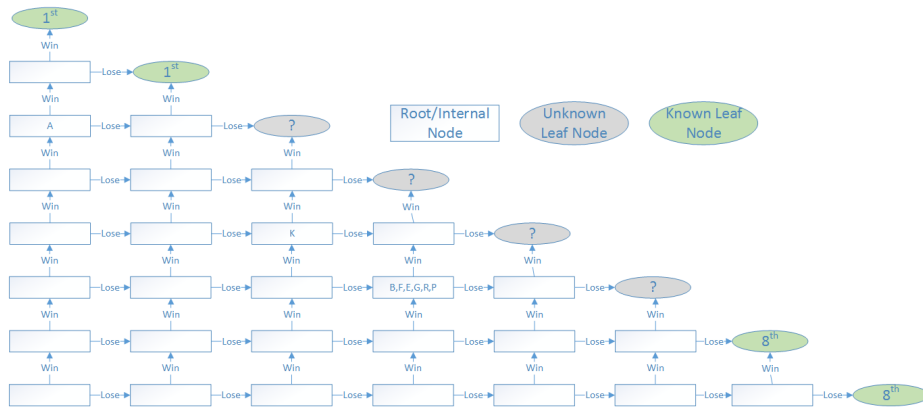 1st
Win
Lose 1st
Win Win
A Lose Lose ?
Win Win Win
Lose Lose Lose ?
Win Win Win Win
Lose Lose K Lose Lose ?
Win Win Win Win Win
Lose Lose Lose B,F,E,G,R,P Lose Lose ?
Win Win Win Win Win Win
Lose Lose Lose Lose Lose Lose 8th
Win Win Win Win Win Win Win
Lose Lose Lose Lose Lose Lose Lose 8th
Root/Internal
Node
Unknown
Leaf Node
Known Leaf
Node